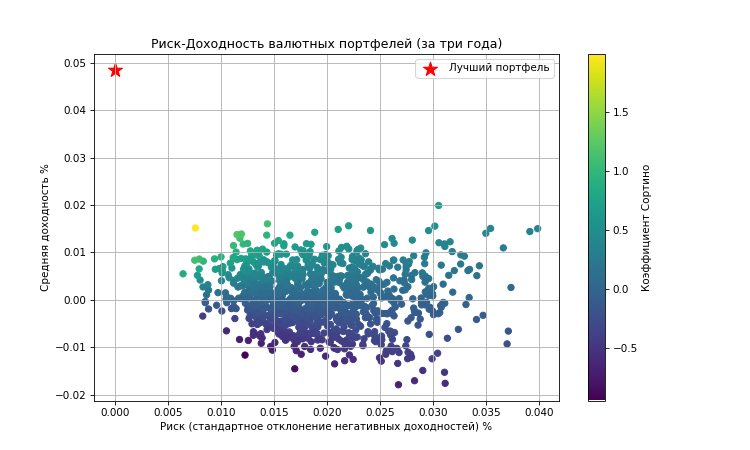 Риск-Доходность валютных портфелей (за три года)
Лучший портфель
0.05
0.04
0.03
0.02
0.01
0.00
−0.01
−0.02
Средняя доходность %
0.000 0.005 0.010 0.015 0.020 0.025 0.030 0.035 0.040
Риск (стандартное отклонение негативных доходностей) %
1.5
1.0
0.5
0.0
−0.5
Коэффициент Сортино